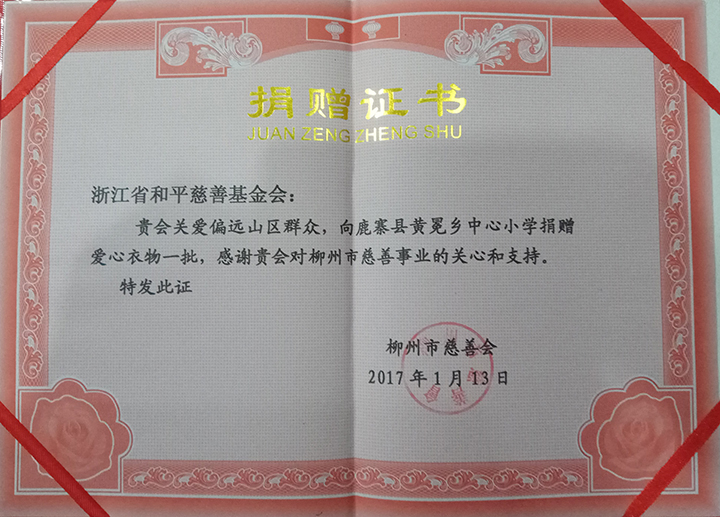 捐赠证书
JUAN ZENG ZHENG SHU
浙江省和平慈善基金会：
贵会关爱偏远山区群众，向鹿寨县黄冕乡中心小学捐赠
爱心衣物一批，感谢贵会对柳州市慈善事业的关心和支持。
特发此证
柳州市慈善会
2017年1月13日